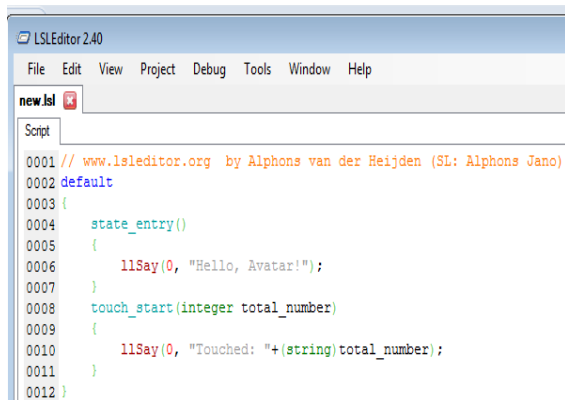 LSLEditor 2.40
File Edit View Project Debug Tools Window Help
new.lsl
Script
0001 // www.lsleditor.org  by Alphons van der Heijden (SL: Alphons Jano)
0002 default
0003 {
0004     state_entry()
0005     {
0006         llSay(0, "Hello, Avatar!");
0007     }
0008     touch_start(integer total_number)
0009     {
0010         llSay(0, "Touched: "+(string)total_number);
0011     }
0012 }